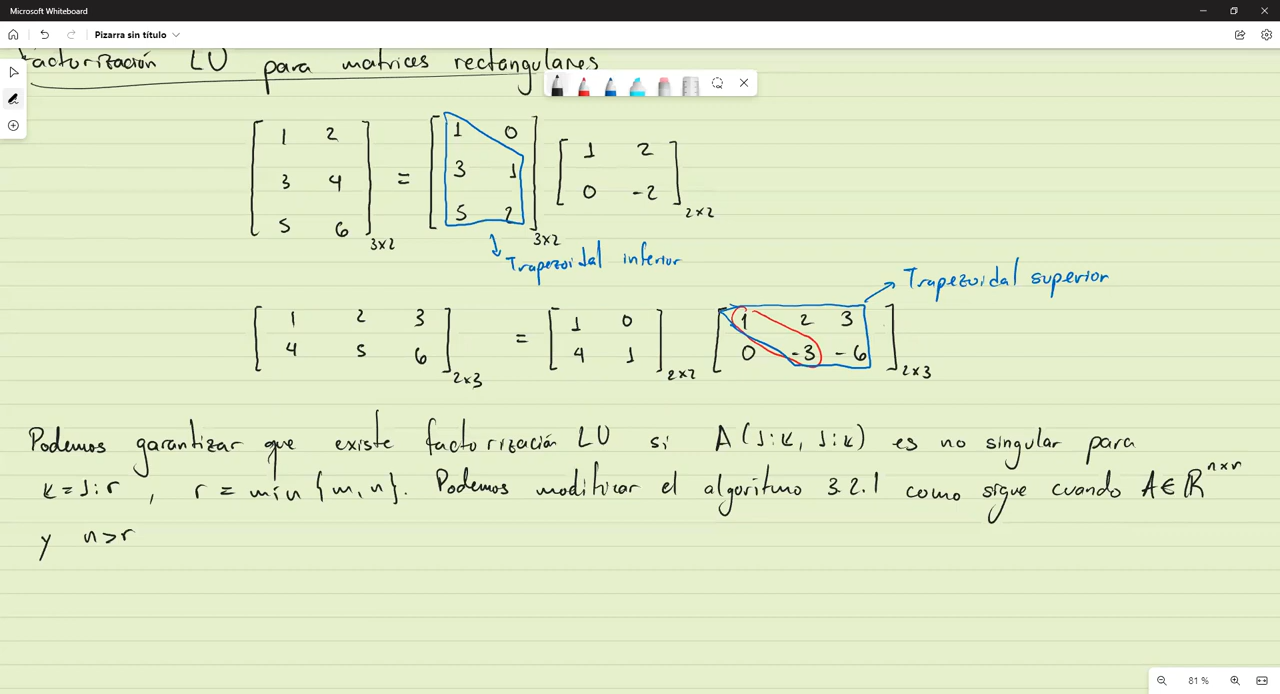 Microsoft Whiteboard
Pizarra sin título
Factorización LU para matrices rectangulares
[ 1 2 ; 3 4 ; 5 6 ]3x2 = [ 1 0 ; 3 1 ; 5 2 ]3x2 [ 1 2 ; 0 -2 ]2x2
Trapezoidal inferior
Trapezoidal superior
[ 1 2 3 ; 4 5 6 ]2x3 = [ 1 0 ; 4 1 ]2x2 [ 1 2 3 ; 0 -3 -6 ]2x3
Podemos garantizar que existe factorización LU si A(1:k, 1:k) es no singular para
k=1:r , r = mín {m,n}. Podemos modificar el algoritmo 3.2.1 como sigue cuando A∈ℝ^n×r
y n>r
81 %